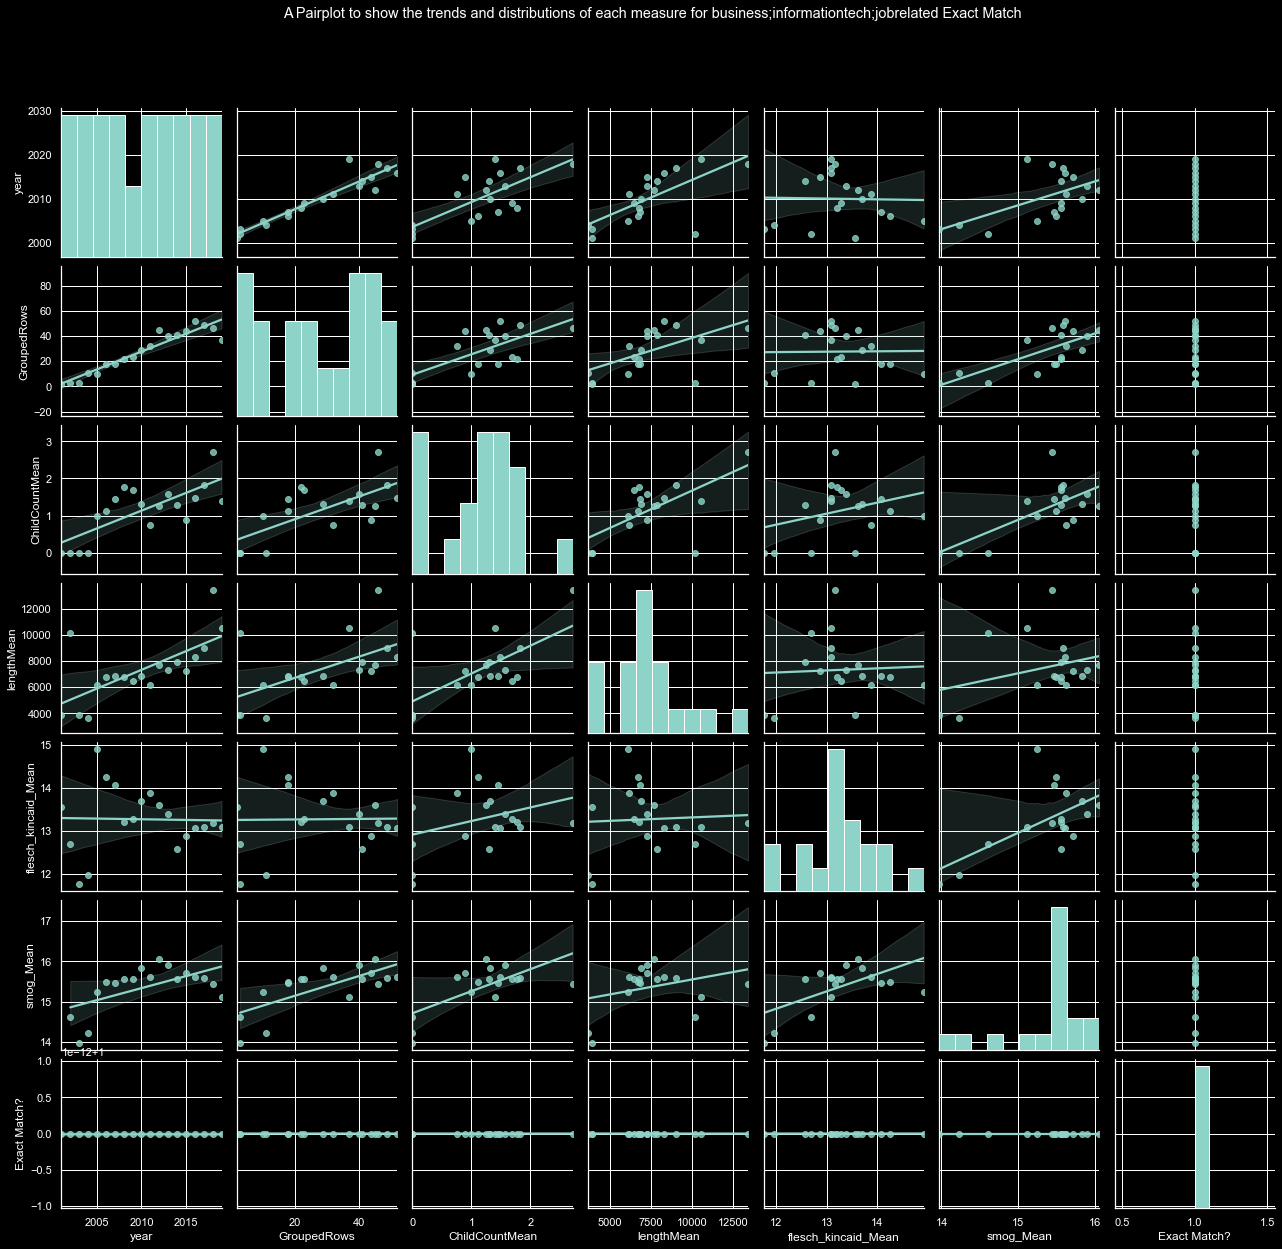 A Pairplot to show the trends and distributions of each measure for business;informationtech;jobrelated Exact Match
2030
2020
2010
2000
year
80
60
40
20
0
−20
GroupedRows
3
2
1
0
ChildCountMean
12000
10000
8000
6000
4000
lengthMean
15
14
13
12
flesch_kincaid_Mean
17
16
15
14
smog_Mean
1e−12+1
1.0
0.5
0.0
−0.5
−1.0
Exact Match?
2005 2010 2015 20 40 0 1 2 5000 7500 10000 12500 12 13 14 14 15 16 0.5 1.0 1.5
year GroupedRows ChildCountMean lengthMean flesch_kincaid_Mean smog_Mean Exact Match?